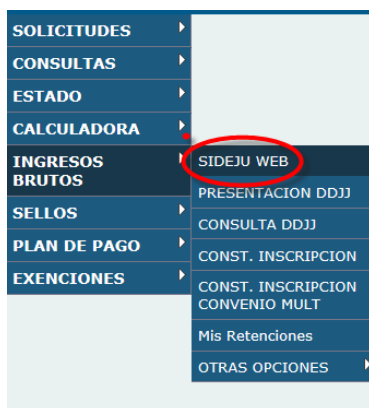 SOLICITUDES
CONSULTAS
ESTADO
CALCULADORA
INGRESOS
BRUTOS
SELLOS
PLAN DE PAGO
EXENCIONES
SIDEJU WEB
PRESENTACION DDJJ
CONSULTA DDJJ
CONST. INSCRIPCION
CONST. INSCRIPCION
CONVENIO MULT
Mis Retenciones
OTRAS OPCIONES